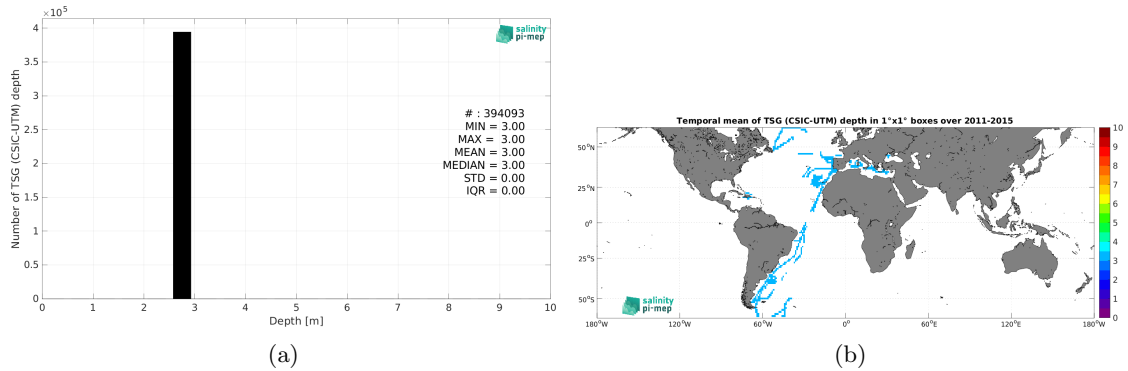 ×10⁵
4
3.5
3
2.5
2
1.5
1
0.5
0
Number of TSG (CSIC-UTM) depth
salinity
pi-mep
# : 394093
MIN = 3.00
MAX = 3.00
MEAN = 3.00
MEDIAN = 3.00
STD = 0.00
IQR = 0.00
0 1 2 3 4 5 6 7 8 9 10
Depth [m]
(a)
Temporal mean of TSG (CSIC-UTM) depth in 1°x1° boxes over 2011-2015
50°N
25°N
0°
25°S
50°S
salinity
pi-mep
180°W 120°W 60°W 0°W 60°E 120°E 180°W
10
9
8
7
6
5
4
3
2
1
0
(b)